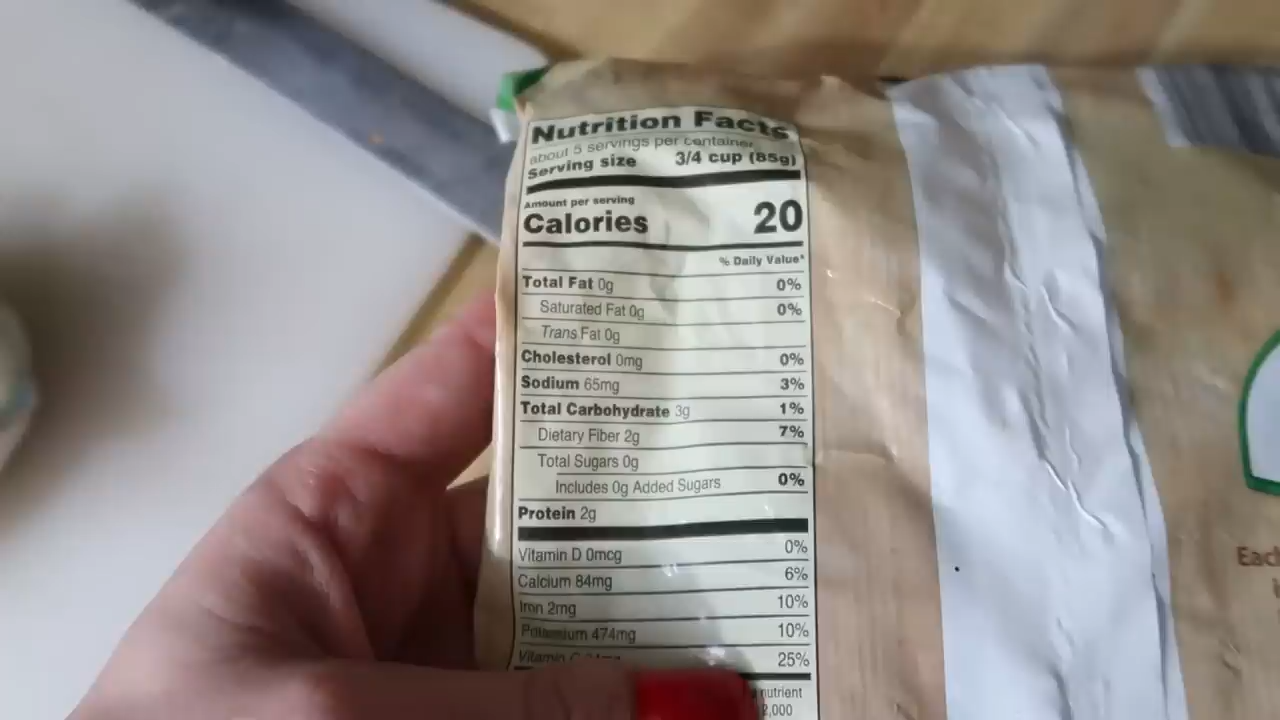 Nutrition Facts
about 5 servings per container
Serving size 3/4 cup (85g)
Amount per serving
Calories 20
% Daily Value*
Total Fat 0g 0%
Saturated Fat 0g 0%
Trans Fat 0g
Cholesterol 0mg 0%
Sodium 65mg 3%
Total Carbohydrate 3g 1%
Dietary Fiber 2g 7%
Total Sugars 0g
Includes 0g Added Sugars 0%
Protein 2g
Vitamin D 0mcg 0%
Calcium 84mg 6%
Iron 2mg 10%
Potassium 474mg 10%
Vitamin C 25%
nutrient
2,000
Eac